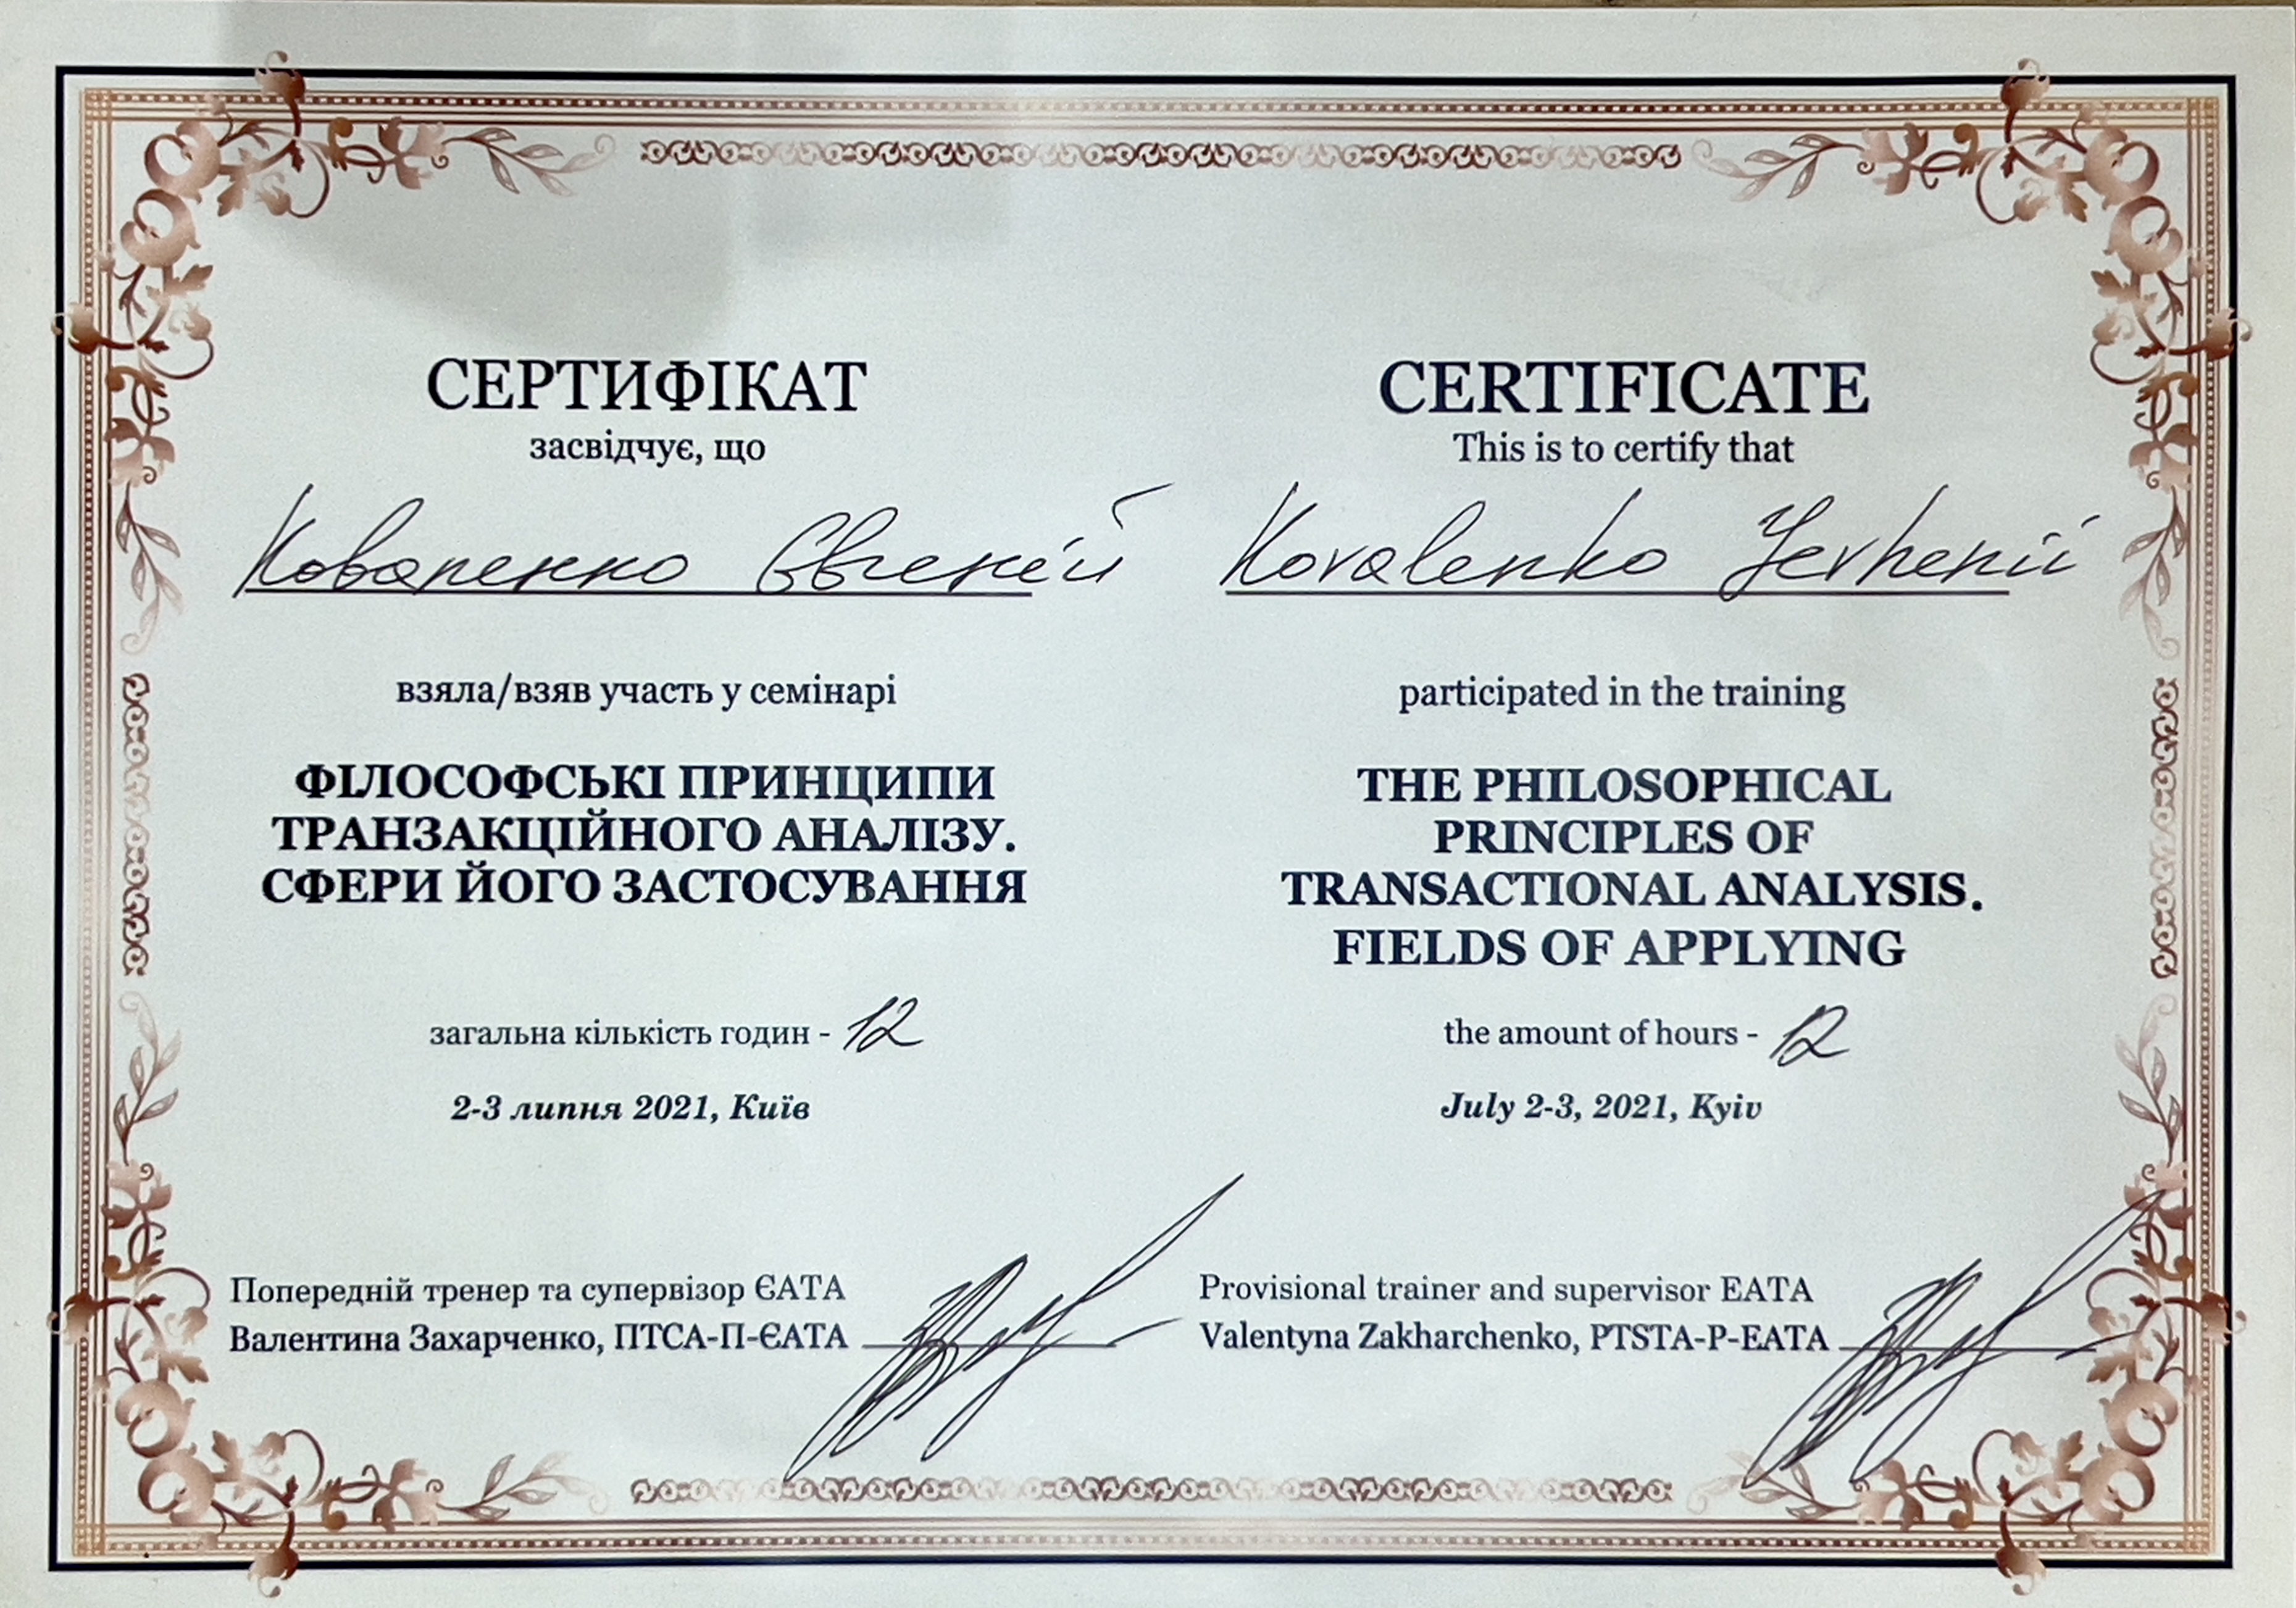 СЕРТИФІКАТ
засвідчує, що
Коваленко Євгеній
взяла/взяв участь у семінарі
ФІЛОСОФСЬКІ ПРИНЦИПИ
ТРАНЗАКЦІЙНОГО АНАЛІЗУ.
СФЕРИ ЙОГО ЗАСТОСУВАННЯ
загальна кількість годин - 12
2-3 липня 2021, Київ
Попередній тренер та супервізор ЄАТА
Валентина Захарченко, ПТСА-П-ЄАТА
CERTIFICATE
This is to certify that
Kovalenko Yevhenii
participated in the training
THE PHILOSOPHICAL
PRINCIPLES OF
TRANSACTIONAL ANALYSIS.
FIELDS OF APPLYING
the amount of hours - 12
July 2-3, 2021, Kyiv
Provisional trainer and supervisor EATA
Valentyna Zakharchenko, PTSTA-P-EATA